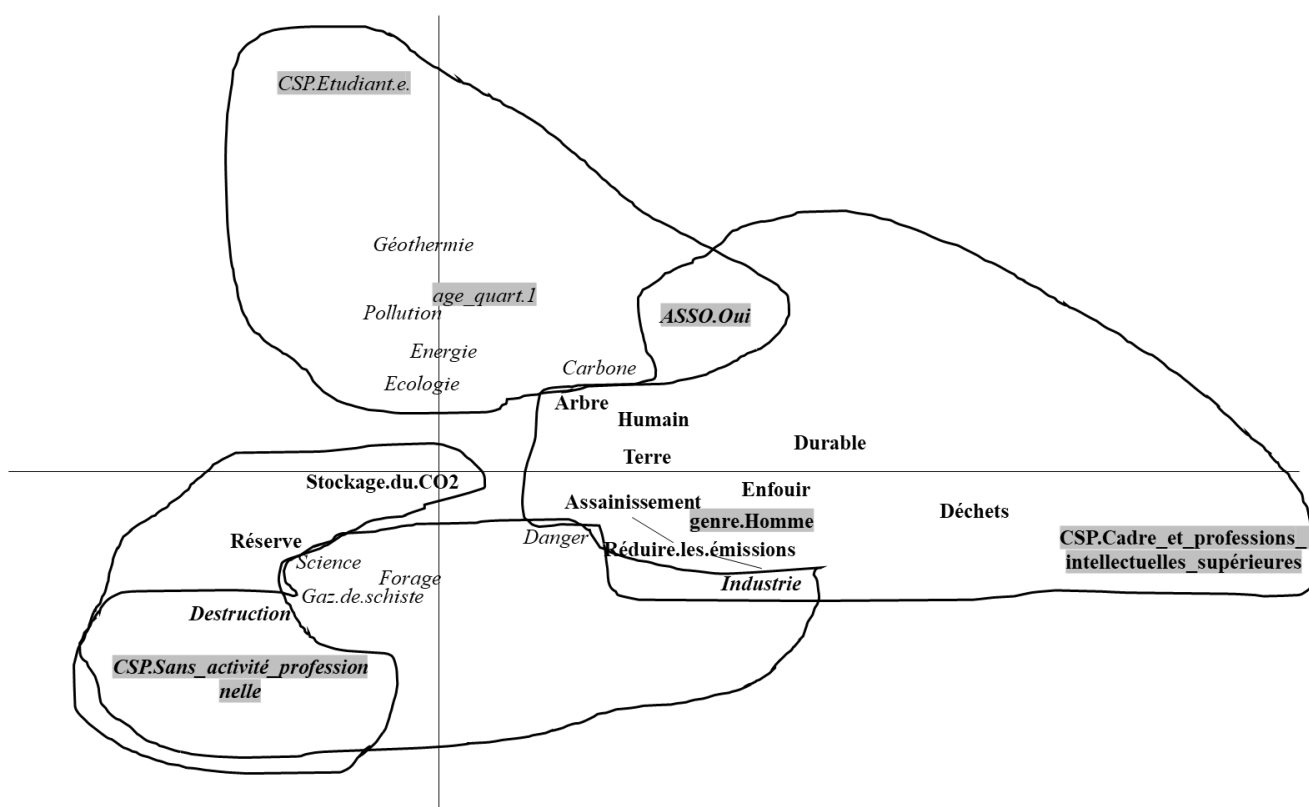 CSP.Etudiant.e.
Géothermie
age_quart.1
Pollution
ASSO.Oui
Energie
Carbone
Ecologie
Arbre
Humain
Durable
Terre
Stockage.du.CO2
Enfouir
Assainissement
Déchets
genre.Homme
Danger
CSP.Cadre_et_professions_
intellectuelles_supérieures
Réserve
Réduire.les.émissions
Science
Forage
Industrie
Gaz.de.schiste
Destruction
CSP.Sans_activité_profession
nelle